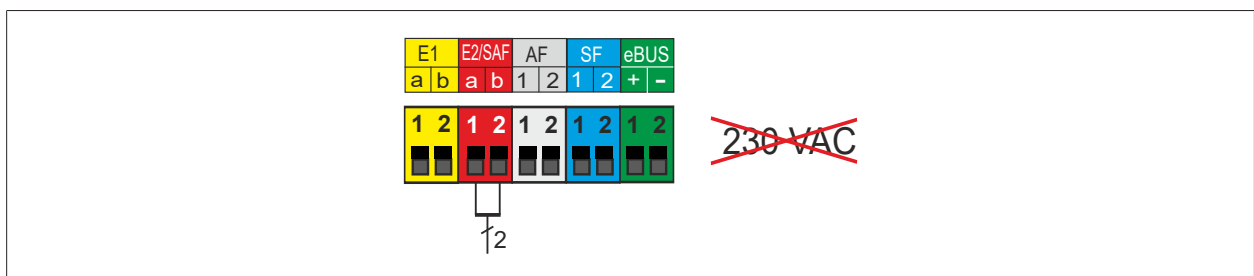 E1 E2/SAF AF SF eBUS
a b a b 1 2 1 2 + -
1 2 1 2 1 2 1 2 1 2
230 VAC
2